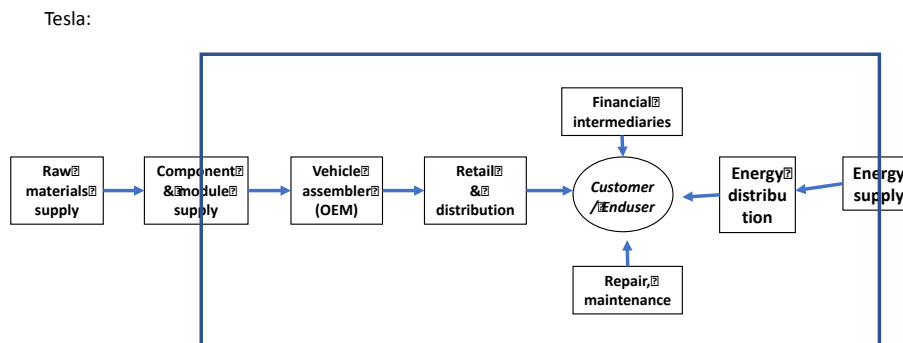 Tesla:
Financial
intermediaries
Raw
materials
supply
Component
& module
supply
Vehicle
assembler
(OEM)
Retail
&
distribution
Customer
/ Enduser
Energy
distribu
tion
Energy
supply
Repair,
maintenance